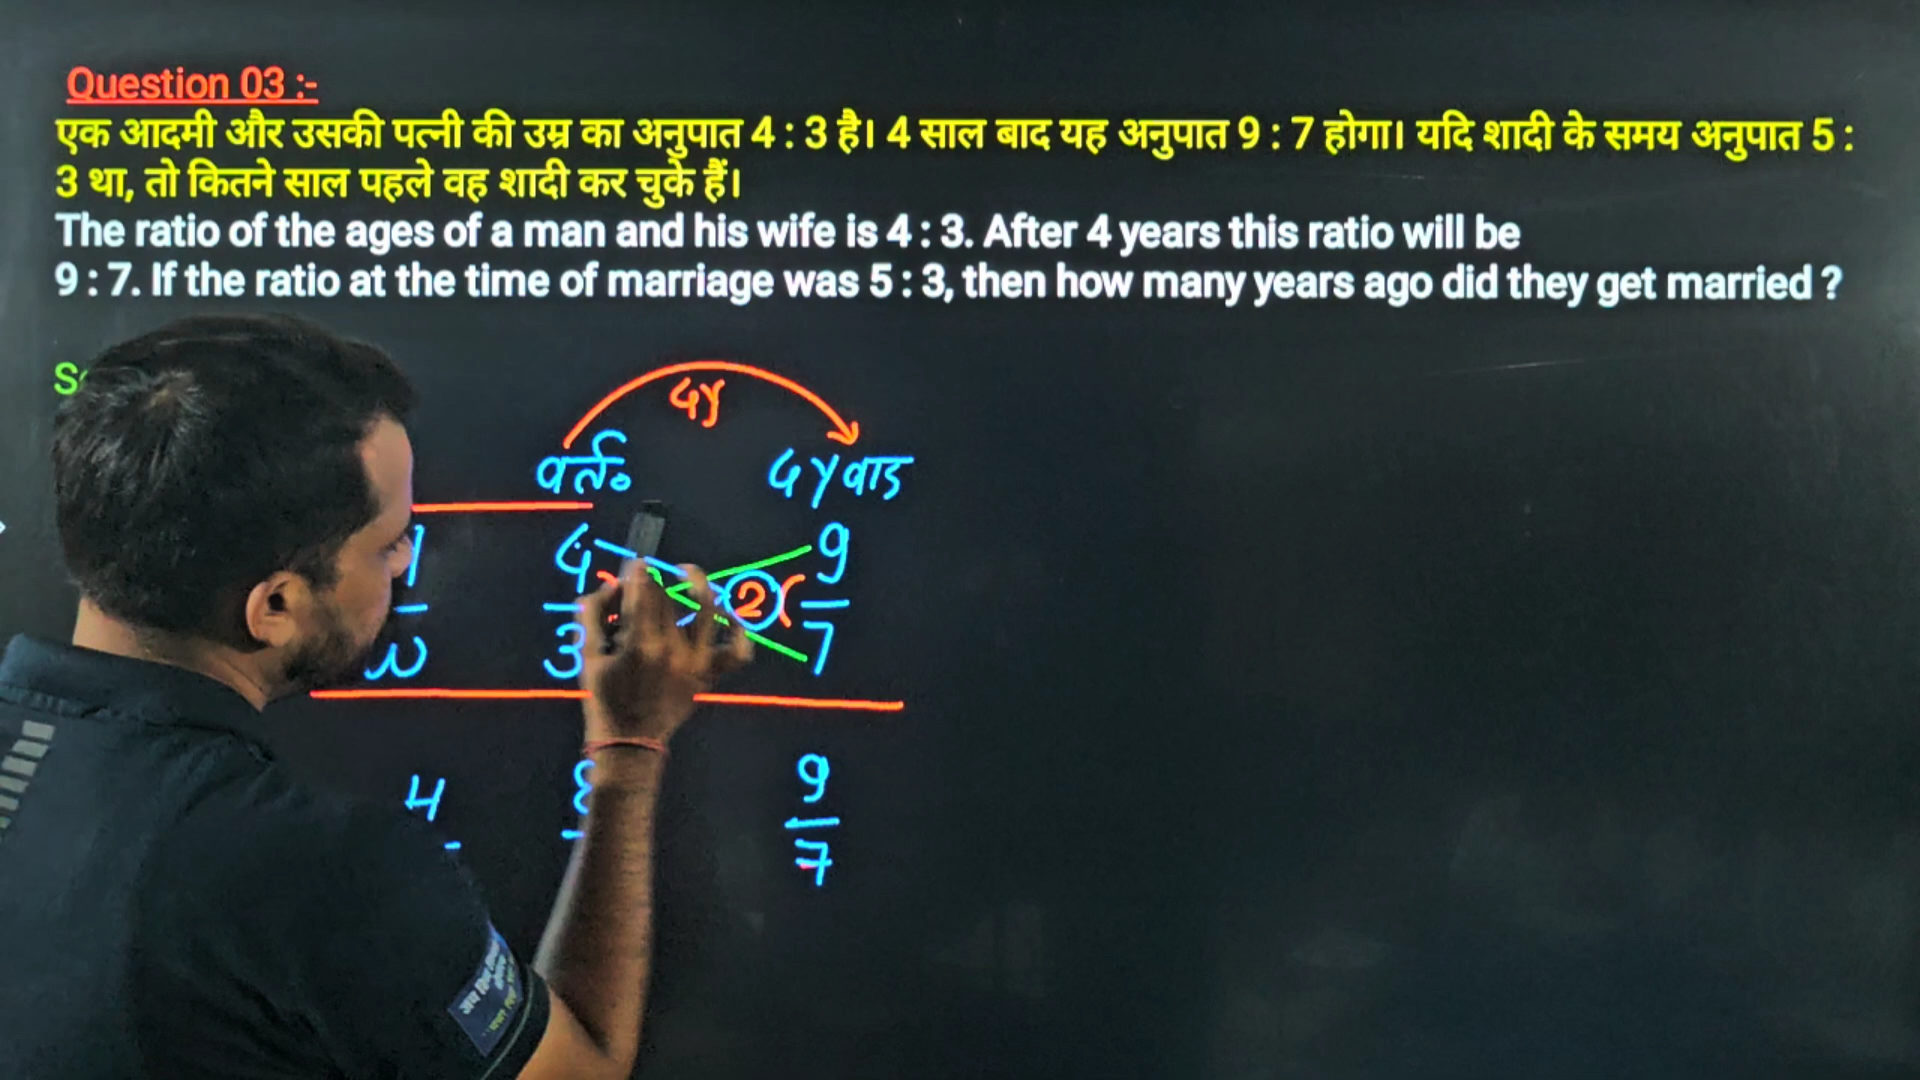 Question 03 :-
एक आदमी और उसकी पत्नी की उम्र का अनुपात 4 : 3 है। 4 साल बाद यह अनुपात 9 : 7 होगा। यदि शादी के समय अनुपात 5 :
3 था, तो कितने साल पहले वह शादी कर चुके हैं।
The ratio of the ages of a man and his wife is 4 : 3. After 4 years this ratio will be
9 : 7. If the ratio at the time of marriage was 5 : 3, then how many years ago did they get married ?
4y
वर्त॰ 4y बाद
4 9
2
3 7
9
7